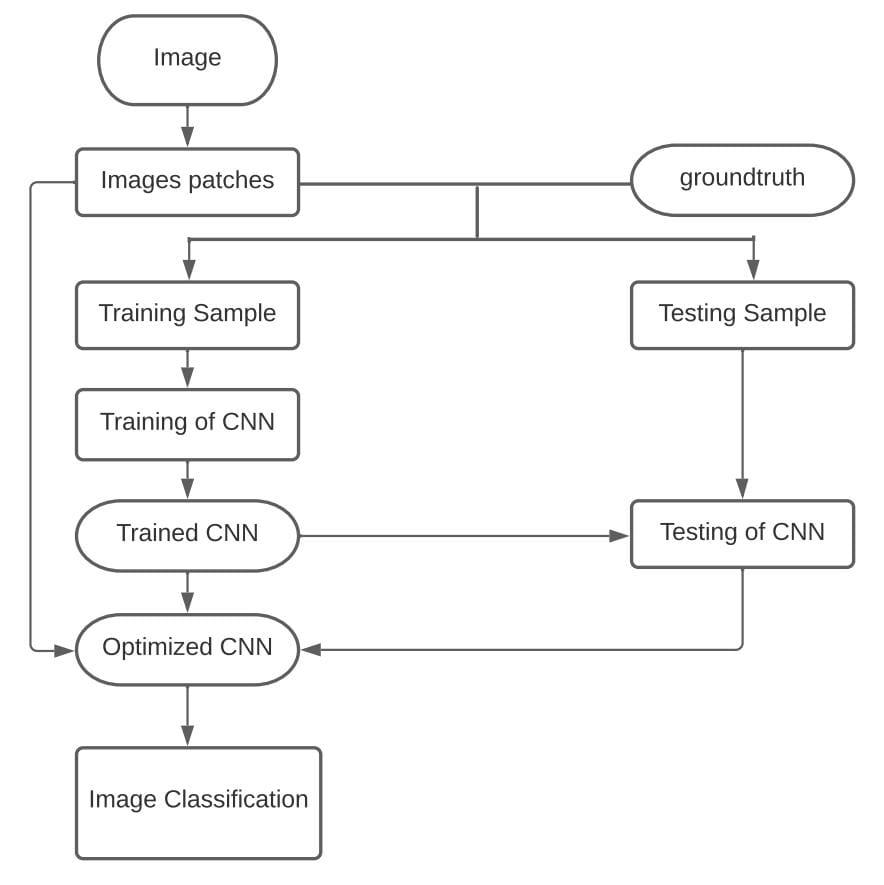 Image
Images patches
groundtruth
Training Sample
Testing Sample
Training of CNN
Trained CNN
Testing of CNN
Optimized CNN
Image Classification